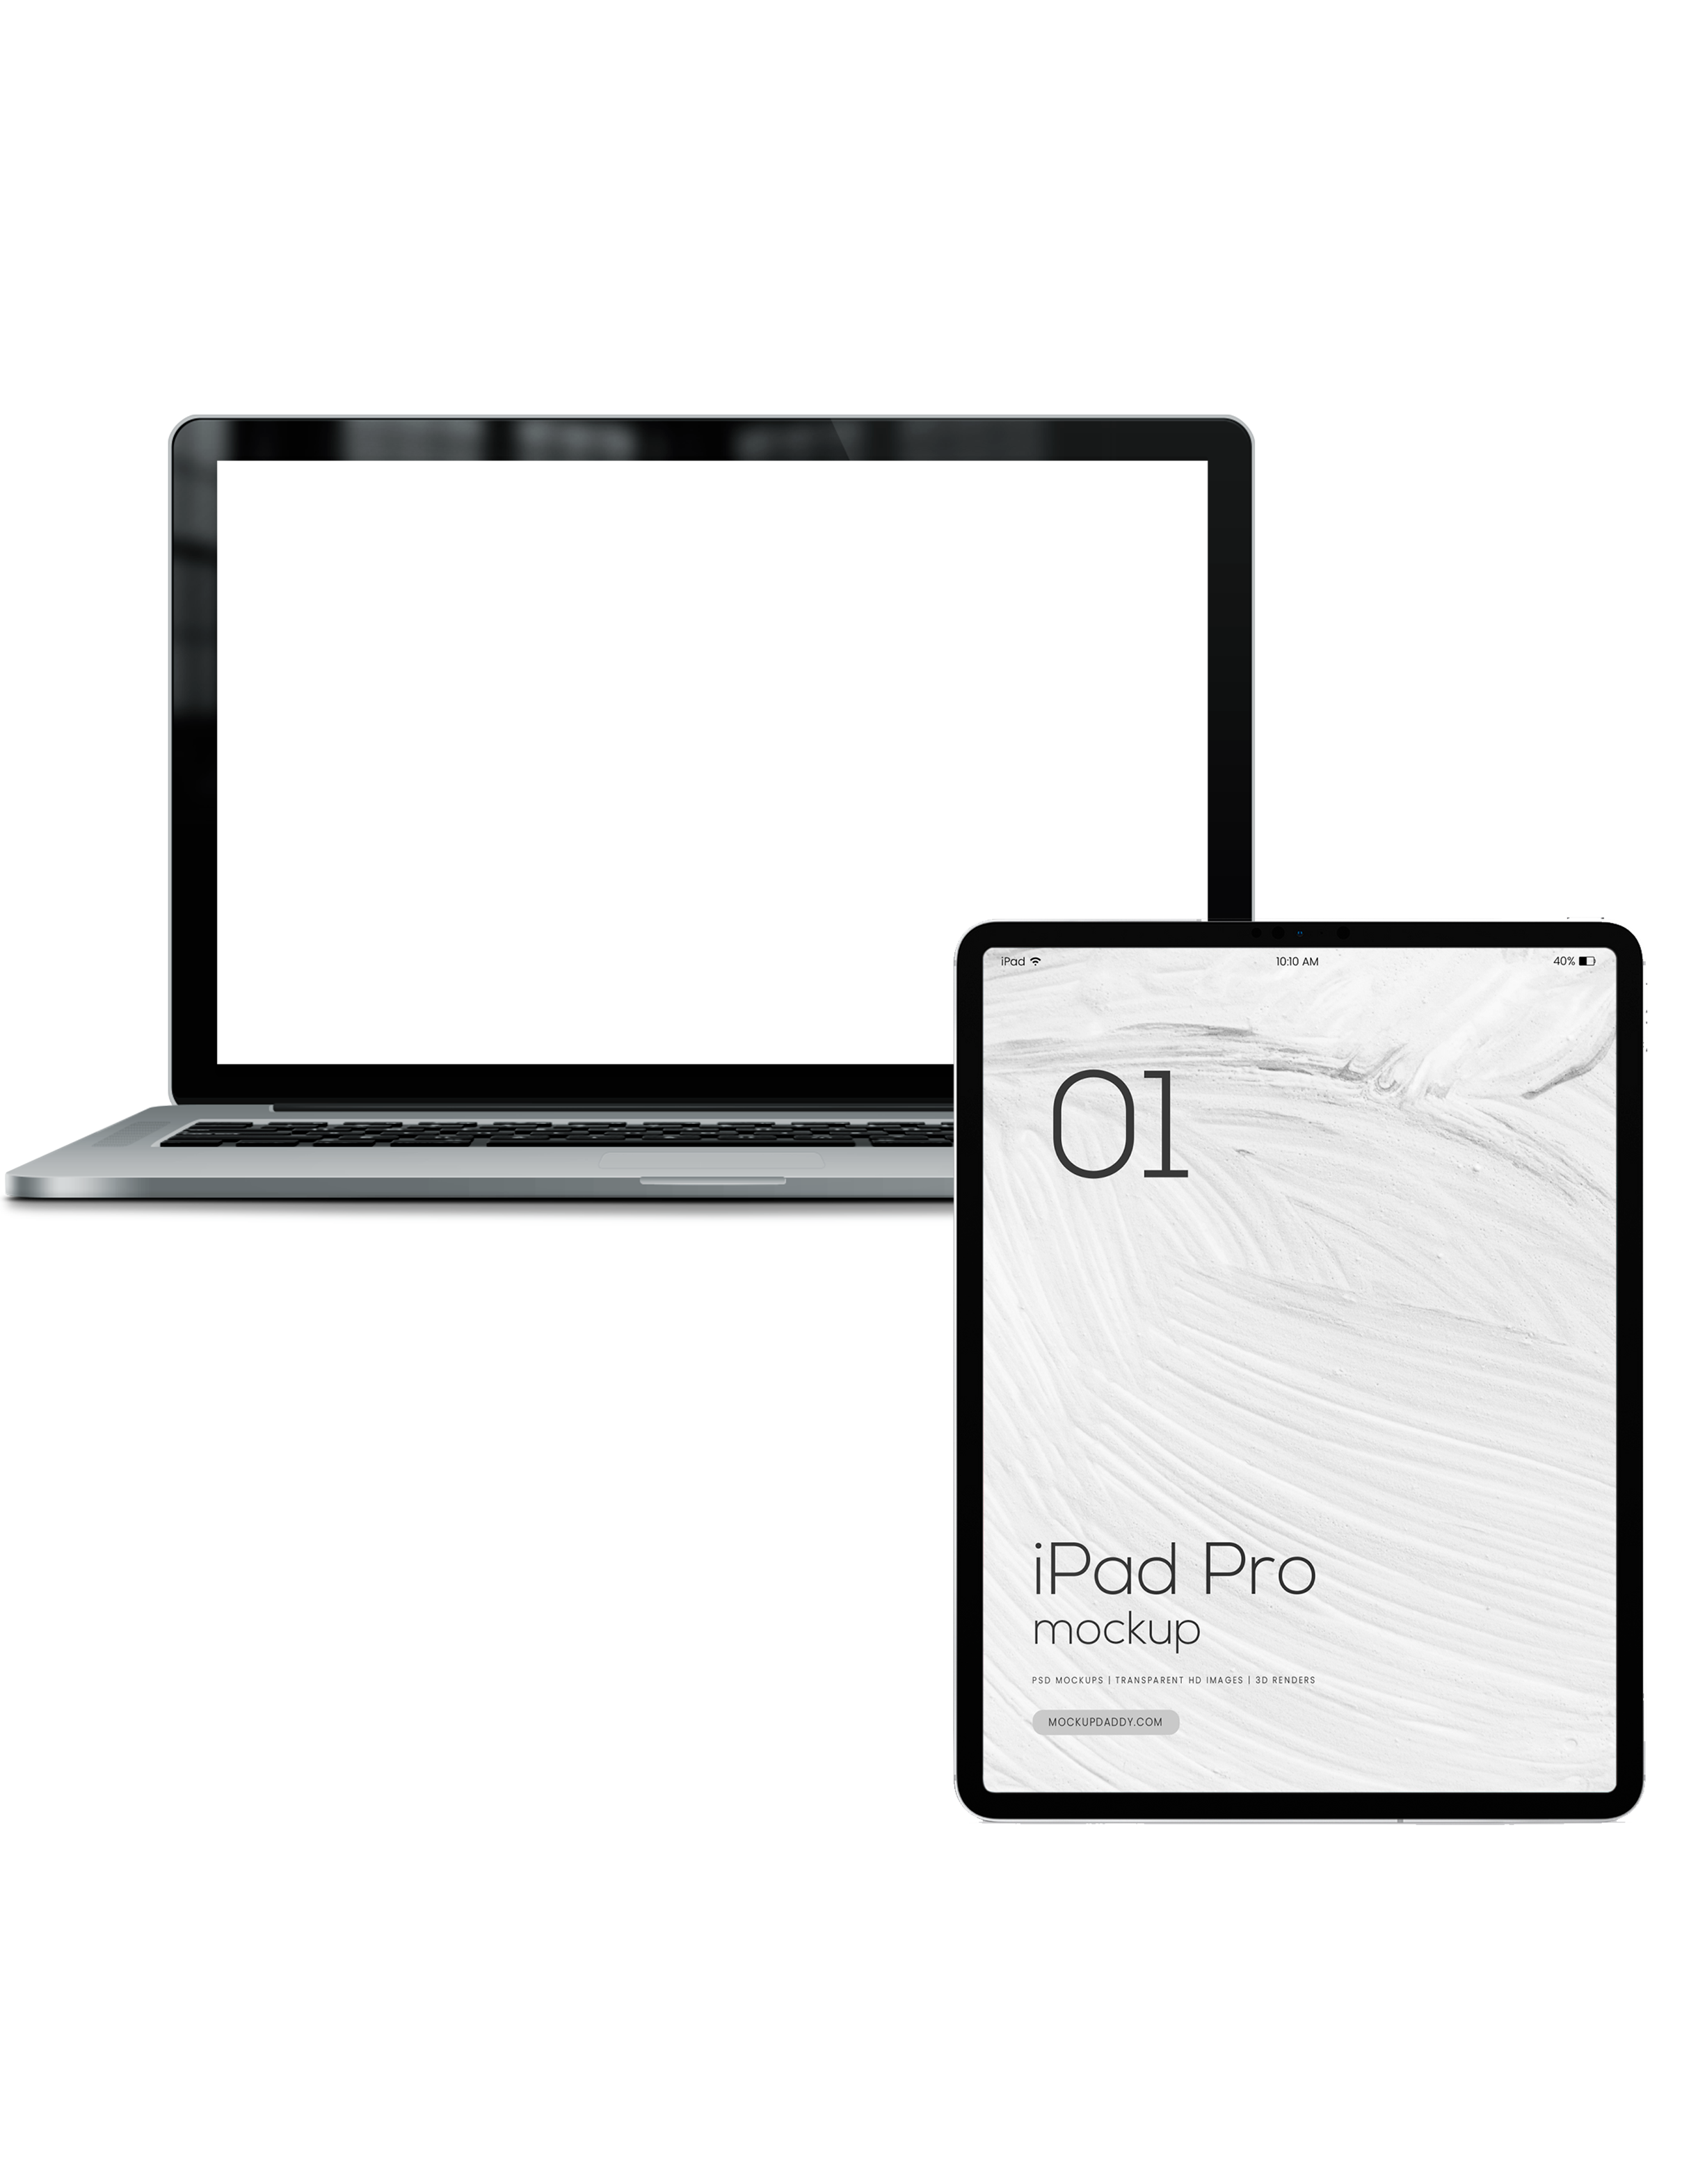 iPad 10:10 AM 40%
01
iPad Pro
mockup
PSD MOCKUPS | TRANSPARENT HD IMAGES | 3D RENDERS
MOCKUPDADDY.COM